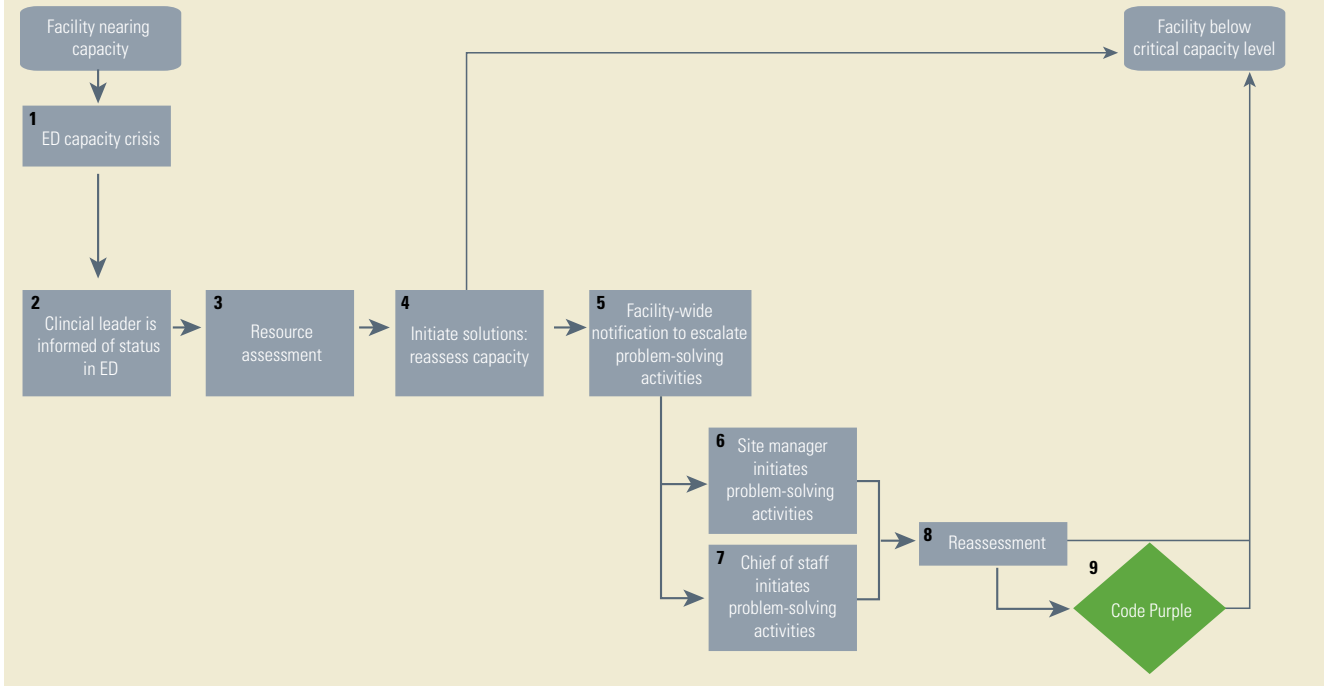 Facility nearing
capacity
Facility below
critical capacity level
1
ED capacity crisis
2
Clincial leader is
informed of status
in ED
3
Resource
assessment
4
Initiate solutions:
reassess capacity
5
Facility-wide
notification to escalate
problem-solving
activities
6
Site manager
initiates
problem-solving
activities
7
Chief of staff
initiates
problem-solving
activities
8
Reassessment
9
Code Purple